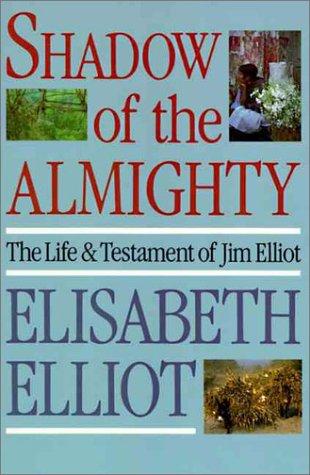 SHADOW
of the
ALMIGHTY
The Life & Testament of Jim Elliot
ELISABETH
ELLIOT